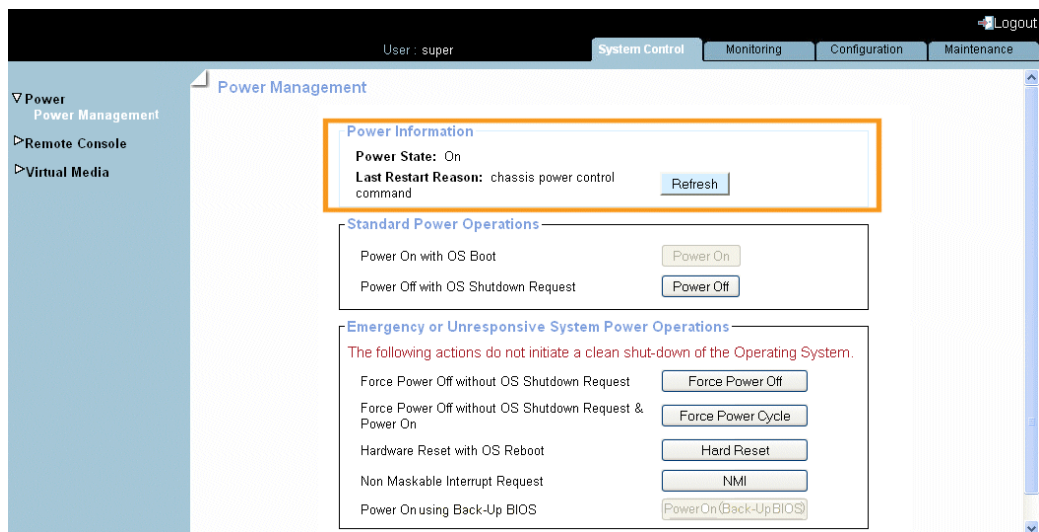 Logout
User : super
System Control
Monitoring
Configuration
Maintenance
Power
Power Management
Remote Console
Virtual Media
Power Management
Power Information
Power State: On
Last Restart Reason: chassis power control
command
Refresh
Standard Power Operations
Power On with OS Boot
Power On
Power Off with OS Shutdown Request
Power Off
Emergency or Unresponsive System Power Operations
The following actions do not initiate a clean shut-down of the Operating System.
Force Power Off without OS Shutdown Request
Force Power Off
Force Power Off without OS Shutdown Request &
Power On
Force Power Cycle
Hardware Reset with OS Reboot
Hard Reset
Non Maskable Interrupt Request
NMI
Power On using Back-Up BIOS
PowerOn(Back-UpBIOS)